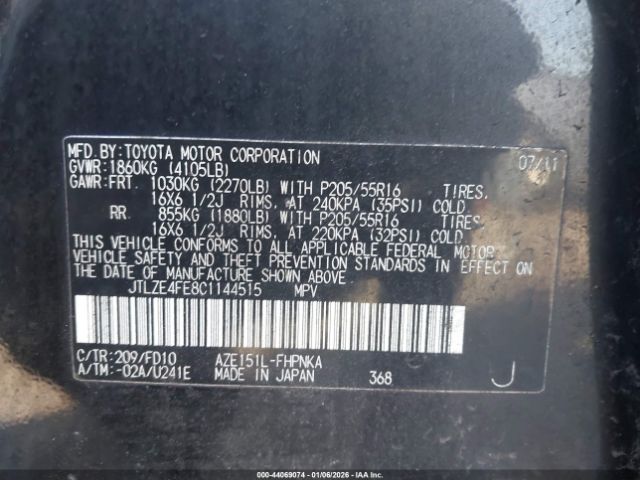 MFD.BY:TOYOTA MOTOR CORPORATION 07/11
GVWR:1860KG (4105LB)
GAWR:FRT. 1030KG (2270LB) WITH P205/55R16 TIRES,
16X6 1/2J RIMS, AT 240KPA (35PSI) COLD
RR. 855KG (1880LB) WITH P205/55R16 TIRES,
16X6 1/2J RIMS, AT 220KPA (32PSI) COLD
THIS VEHICLE CONFORMS TO ALL APPLICABLE FEDERAL MOTOR
VEHICLE SAFETY AND THEFT PREVENTION STANDARDS IN EFFECT ON
THE DATE OF MANUFACTURE SHOWN ABOVE.
JTLZE4FE8C1144515 MPV
C/TR:209/FD10 AZE151L-FHPNKA
A/TM:-02A/U241E MADE IN JAPAN 368 J
000-44069074 | 01/06/2026 | IAA INC.